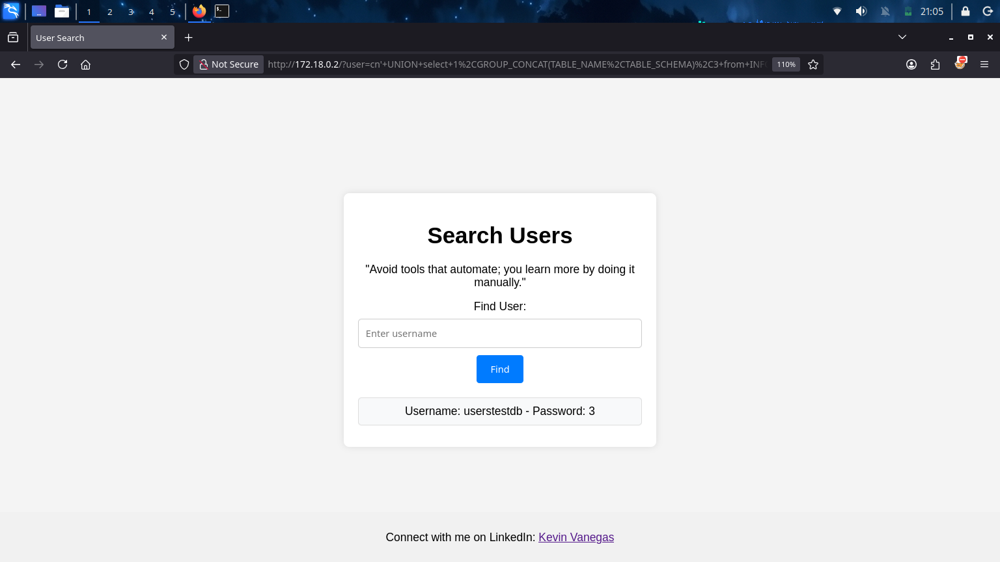 1 2 3 4 5 21:05
User Search
Not Secure http://172.18.0.2/?user=cn'+UNION+select+1%2CGROUP_CONCAT(TABLE_NAME%2CTABLE_SCHEMA)%2C3+from+INF 110%
Search Users
"Avoid tools that automate; you learn more by doing it
manually."
Find User:
Enter username
Find
Username: userstestdb - Password: 3
Connect with me on LinkedIn: Kevin Vanegas